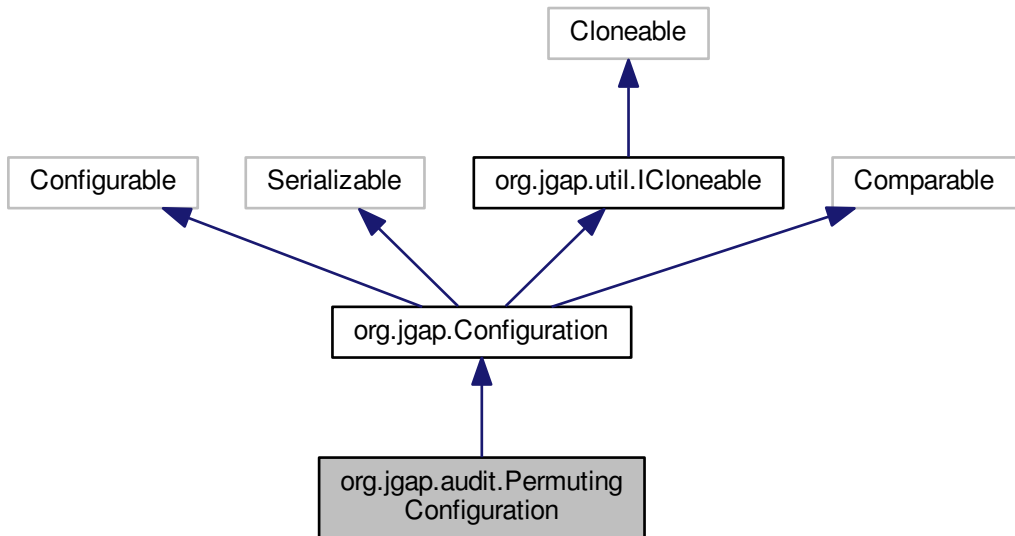 Cloneable
Configurable
Serializable
org.jgap.util.ICloneable
Comparable
org.jgap.Configuration
org.jgap.audit.Permuting
Configuration